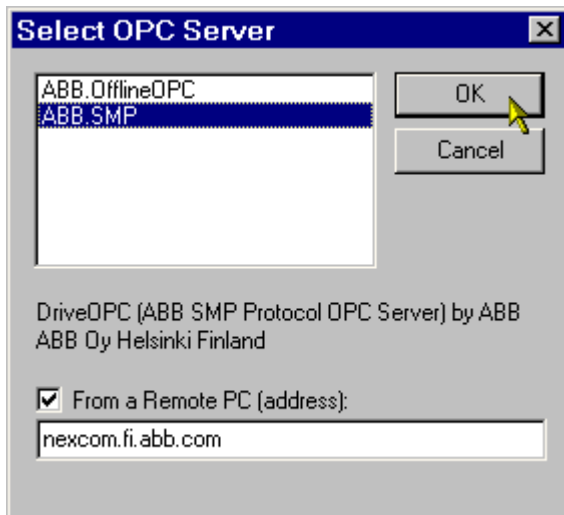 Select OPC Server
ABB.OfflineOPC
ABB.SMP
OK
Cancel
DriveOPC (ABB SMP Protocol OPC Server) by ABB
ABB Oy Helsinki Finland
From a Remote PC (address):
nexcom.fi.abb.com